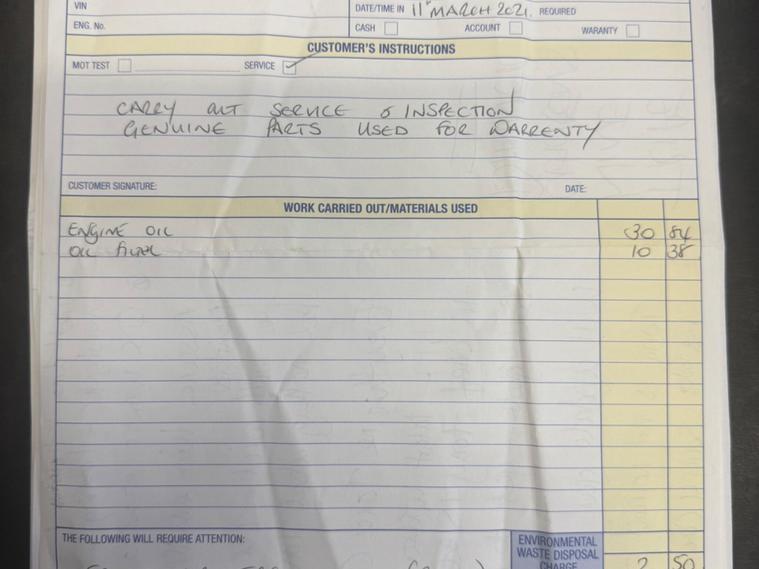 VIN DATE/TIME IN 11th MARCH 2021. REQUIRED
ENG. No. CASH ACCOUNT WARRANTY
CUSTOMER'S INSTRUCTIONS
MOT TEST SERVICE
CARRY OUT SERVICE & INSPECTION
GENUINE PARTS USED FOR WARRENTY
CUSTOMER SIGNATURE: DATE:
WORK CARRIED OUT/MATERIALS USED
ENGINE OIL 30 84
OIL FILTER 10 38
THE FOLLOWING WILL REQUIRE ATTENTION:
ENVIRONMENTAL
WASTE DISPOSAL
CHARGE 2 50